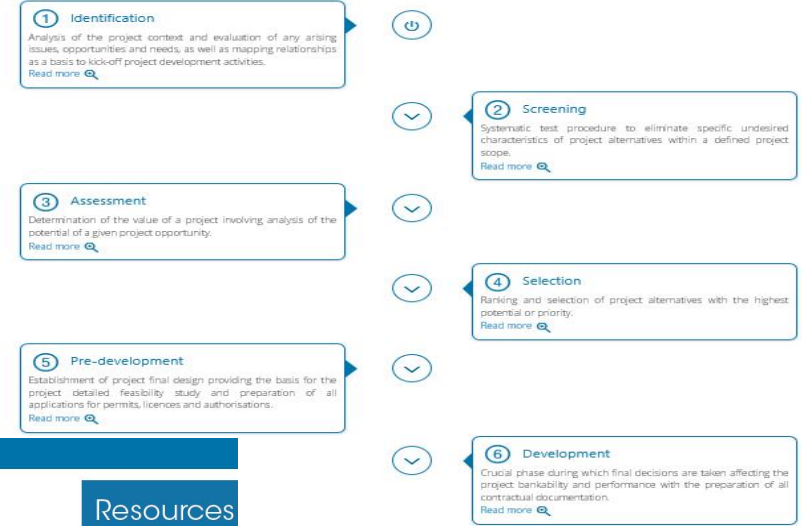 1 Identification
Analysis of the project context and evaluation of any arising
issues, opportunities and needs, as well as mapping relationships
as a basis to kick-off project development activities.
Read more
2 Screening
Systematic test procedure to eliminate specific undesired
characteristics of project alternatives within a defined project
scope.
Read more
3 Assessment
Determination of the value of a project involving analysis of the
potential of a given project opportunity.
Read more
4 Selection
Ranking and selection of project alternatives with the highest
potential or priority.
Read more
5 Pre-development
Establishment of project final design providing the basis for the
project detailed feasibility study and preparation of all
applications for permits, licences and authorisations.
Read more
6 Development
Crucial phase during which final decisions are taken affecting the
project bankability and performance with the preparation of all
contractual documentation.
Read more
Resources